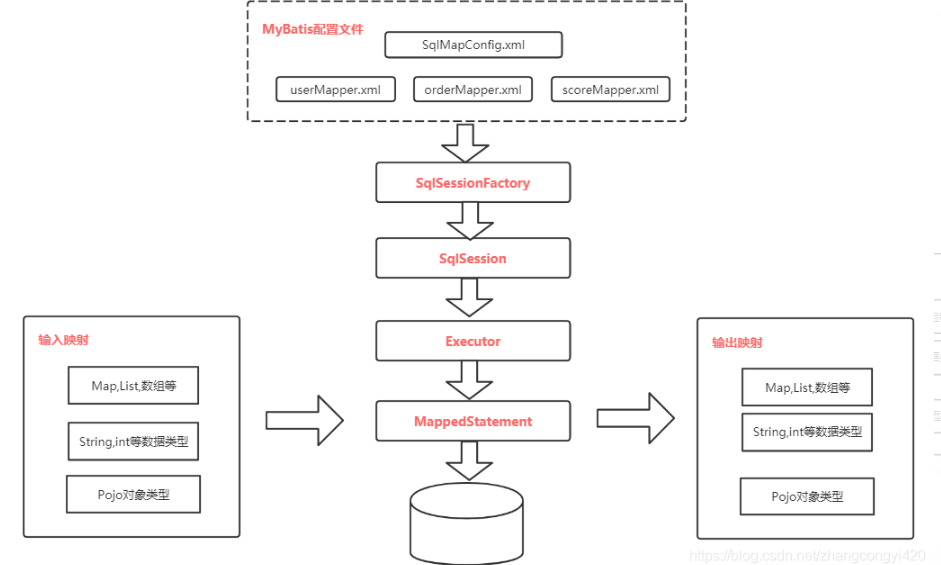 MyBatis配置文件
SqlMapConfig.xml
userMapper.xml
orderMapper.xml
scoreMapper.xml
SqlSessionFactory
SqlSession
Executor
MappedStatement
输入映射
Map,List,数组等
String,int等数据类型
Pojo对象类型
输出映射
Map,List,数组等
String,int等数据类型
Pojo对象类型
https://blog.csdn.net/zhangcongyi420